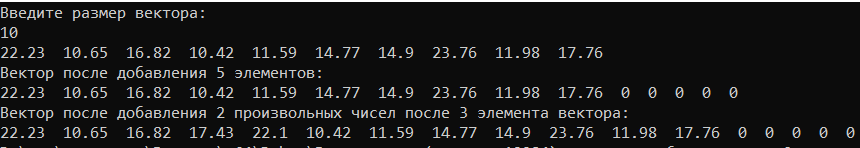 Введите размер вектора:
10
22.23  10.65  16.82  10.42  11.59  14.77  14.9  23.76  11.98  17.76
Вектор после добавления 5 элементов:
22.23  10.65  16.82  10.42  11.59  14.77  14.9  23.76  11.98  17.76  0  0  0  0  0
Вектор после добавления 2 произвольных чисел после 3 элемента вектора:
22.23  10.65  16.82  17.43  22.1  10.42  11.59  14.77  14.9  23.76  11.98  17.76  0  0  0  0  0